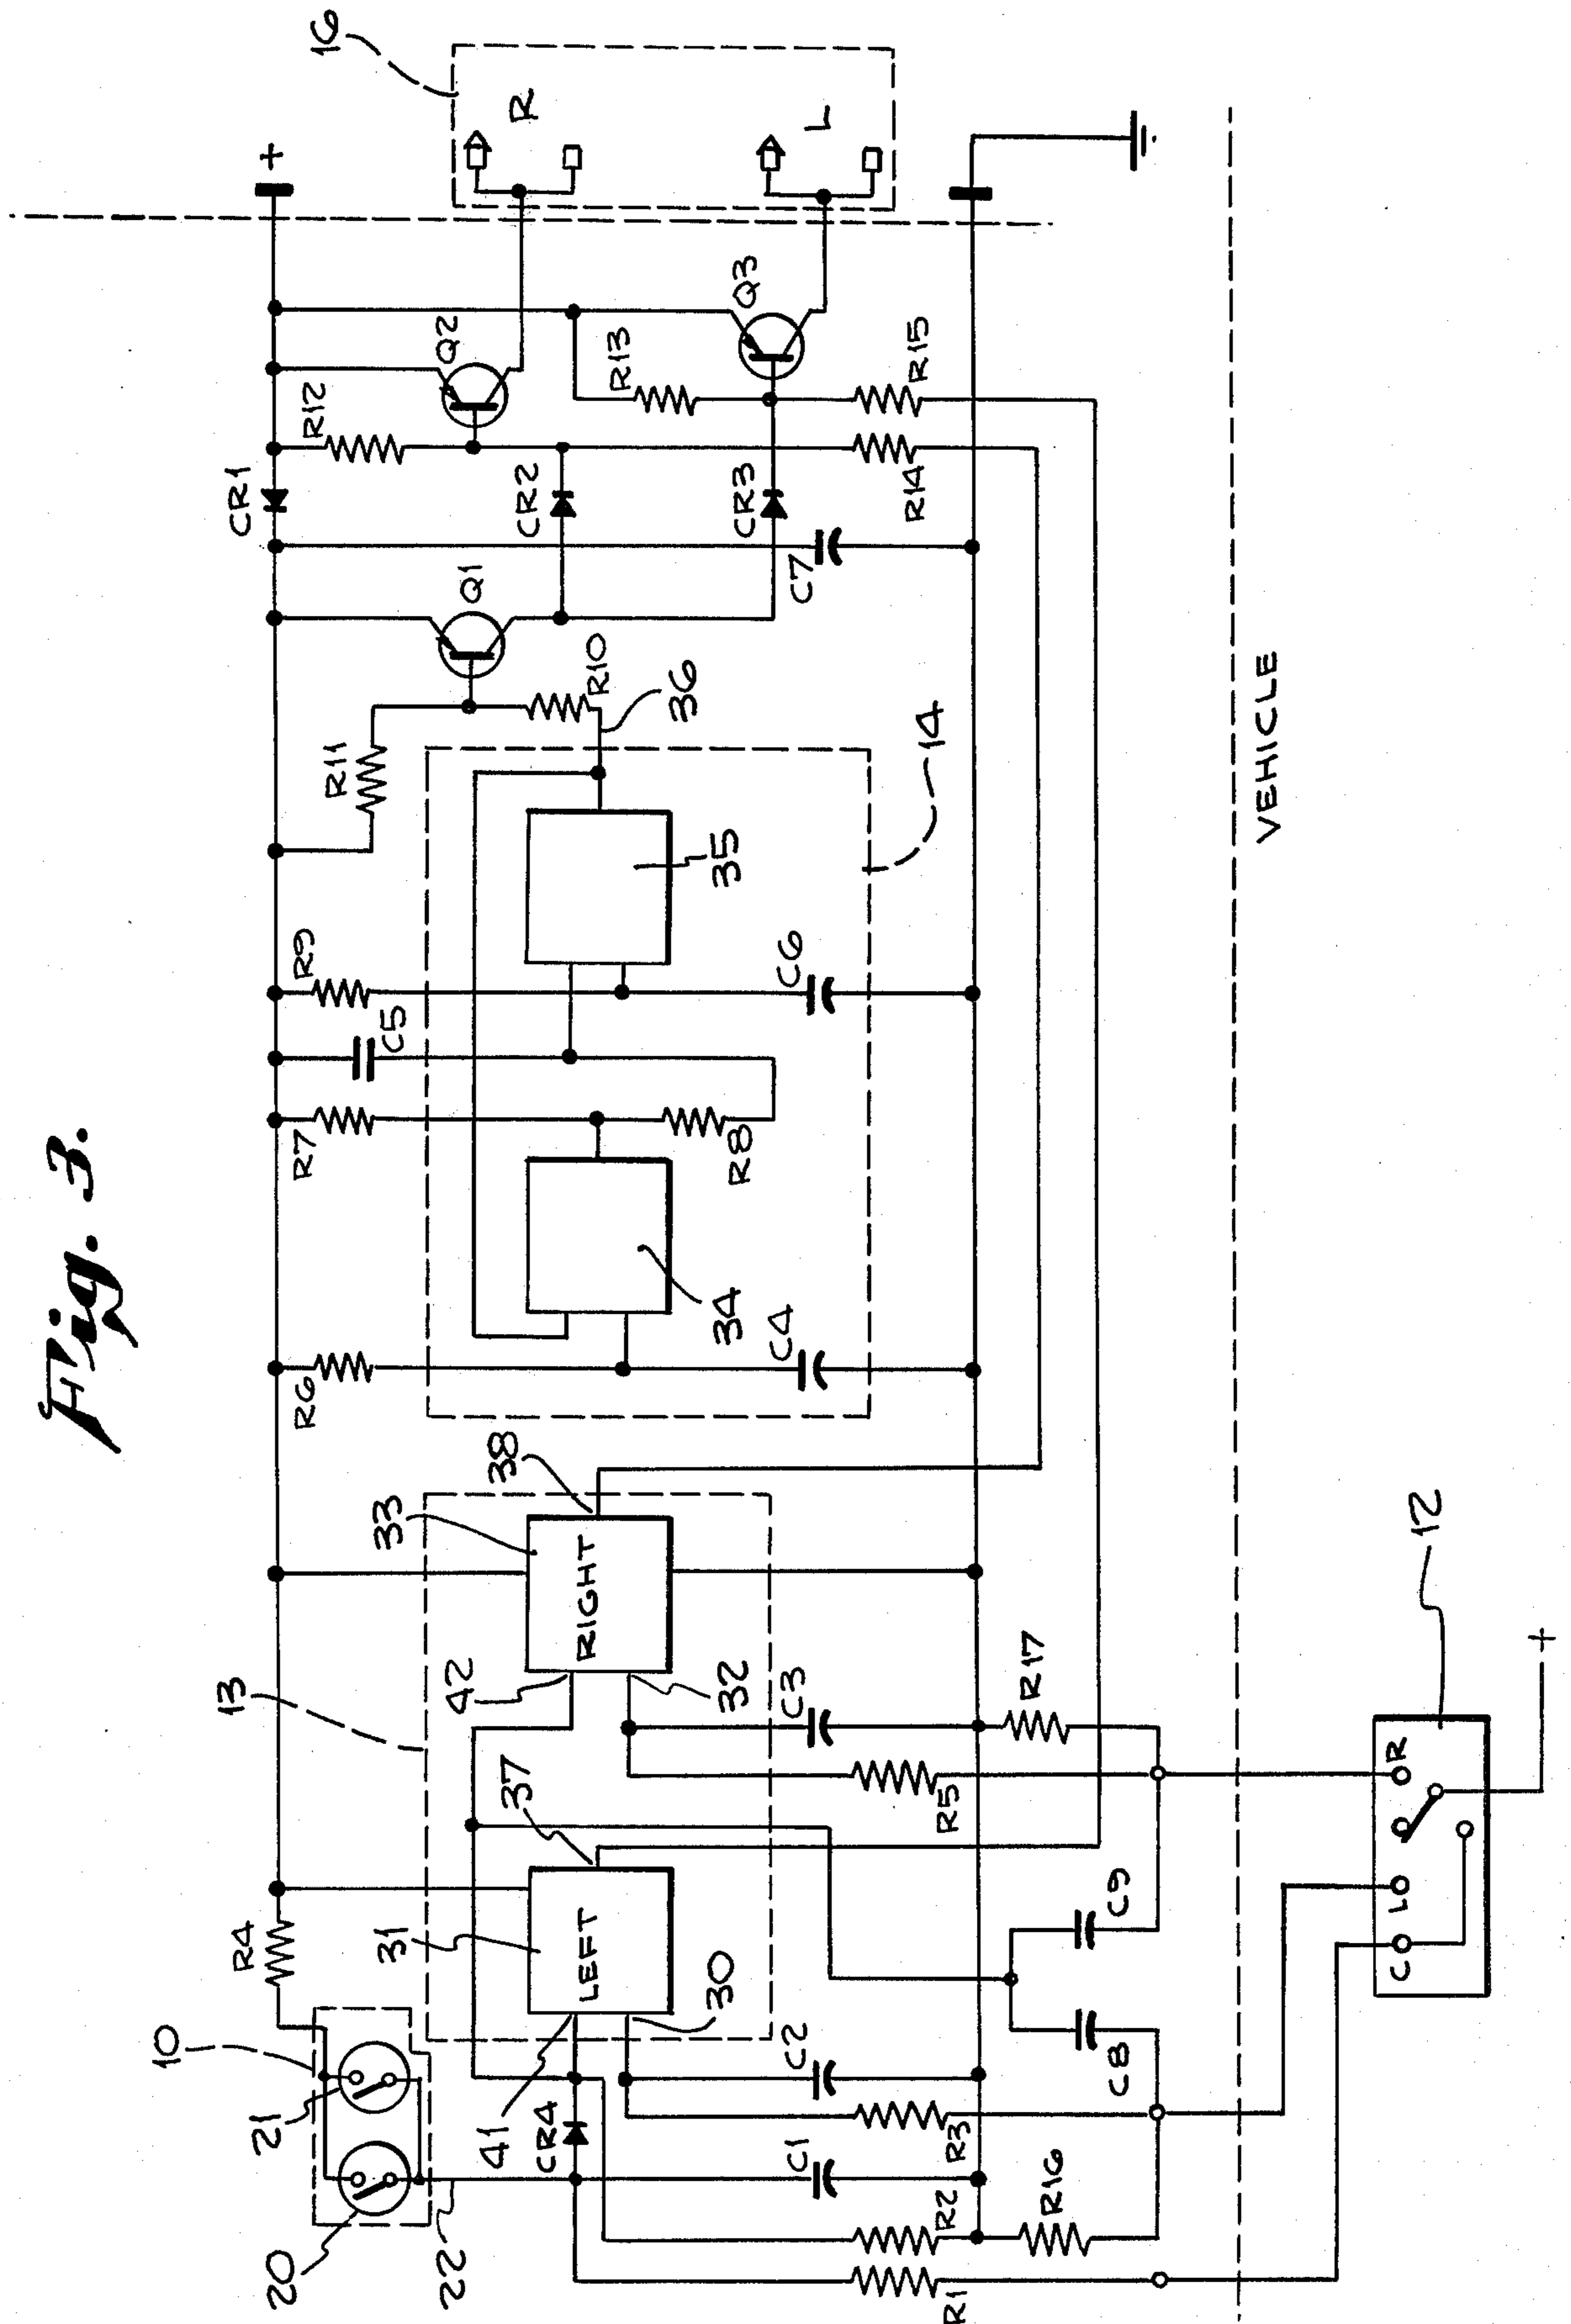 Fig. 3.
16
+
R
L
Q3
Q2
R13
R15
R12
CR1
CR2
CR3
R14
C7
Q1
R10
36
R11
14
35
R9
C6
C5
R7
R8
34
C4
R6
VEHICLE
38
33
RIGHT
42
32
13
C3
R17
37
R5
R4
31
LEFT
30
C9
12
R
L
C
+
10
21
41
CR4
C2
C8
R3
C1
20
22
R2
R16
R1